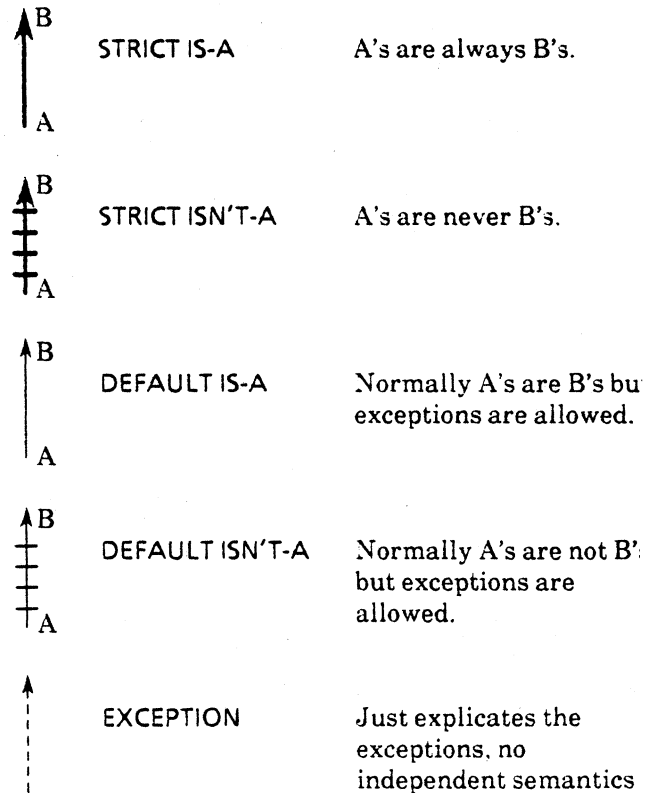 B
STRICT IS-A A's are always B's.
A
B
STRICT ISN'T-A A's are never B's.
A
B
DEFAULT IS-A Normally A's are B's bu
exceptions are allowed.
A
B
DEFAULT ISN'T-A Normally A's are not B'
but exceptions are
A allowed.
EXCEPTION Just explicates the
exceptions, no
independent semantics